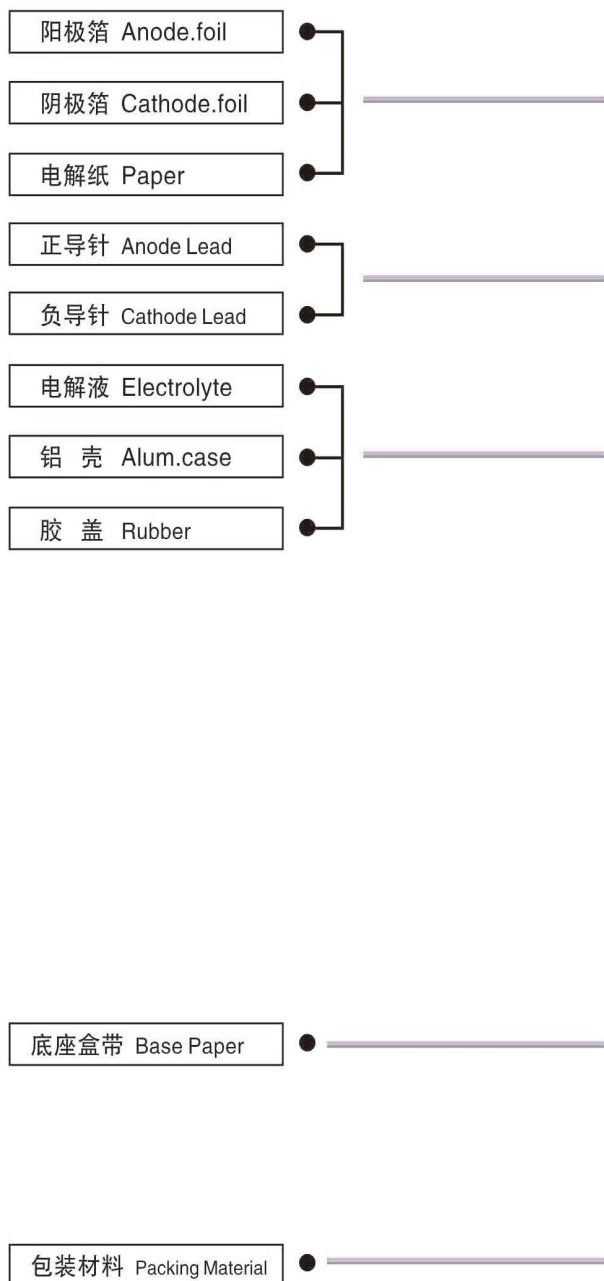 阳极箔 Anode.foil
阴极箔 Cathode.foil
电解纸 Paper
正导针 Anode Lead
负导针 Cathode Lead
电解液 Electrolyte
铝 壳 Alum.case
胶 盖 Rubber
底座盒带 Base Paper
包装材料 Packing Material